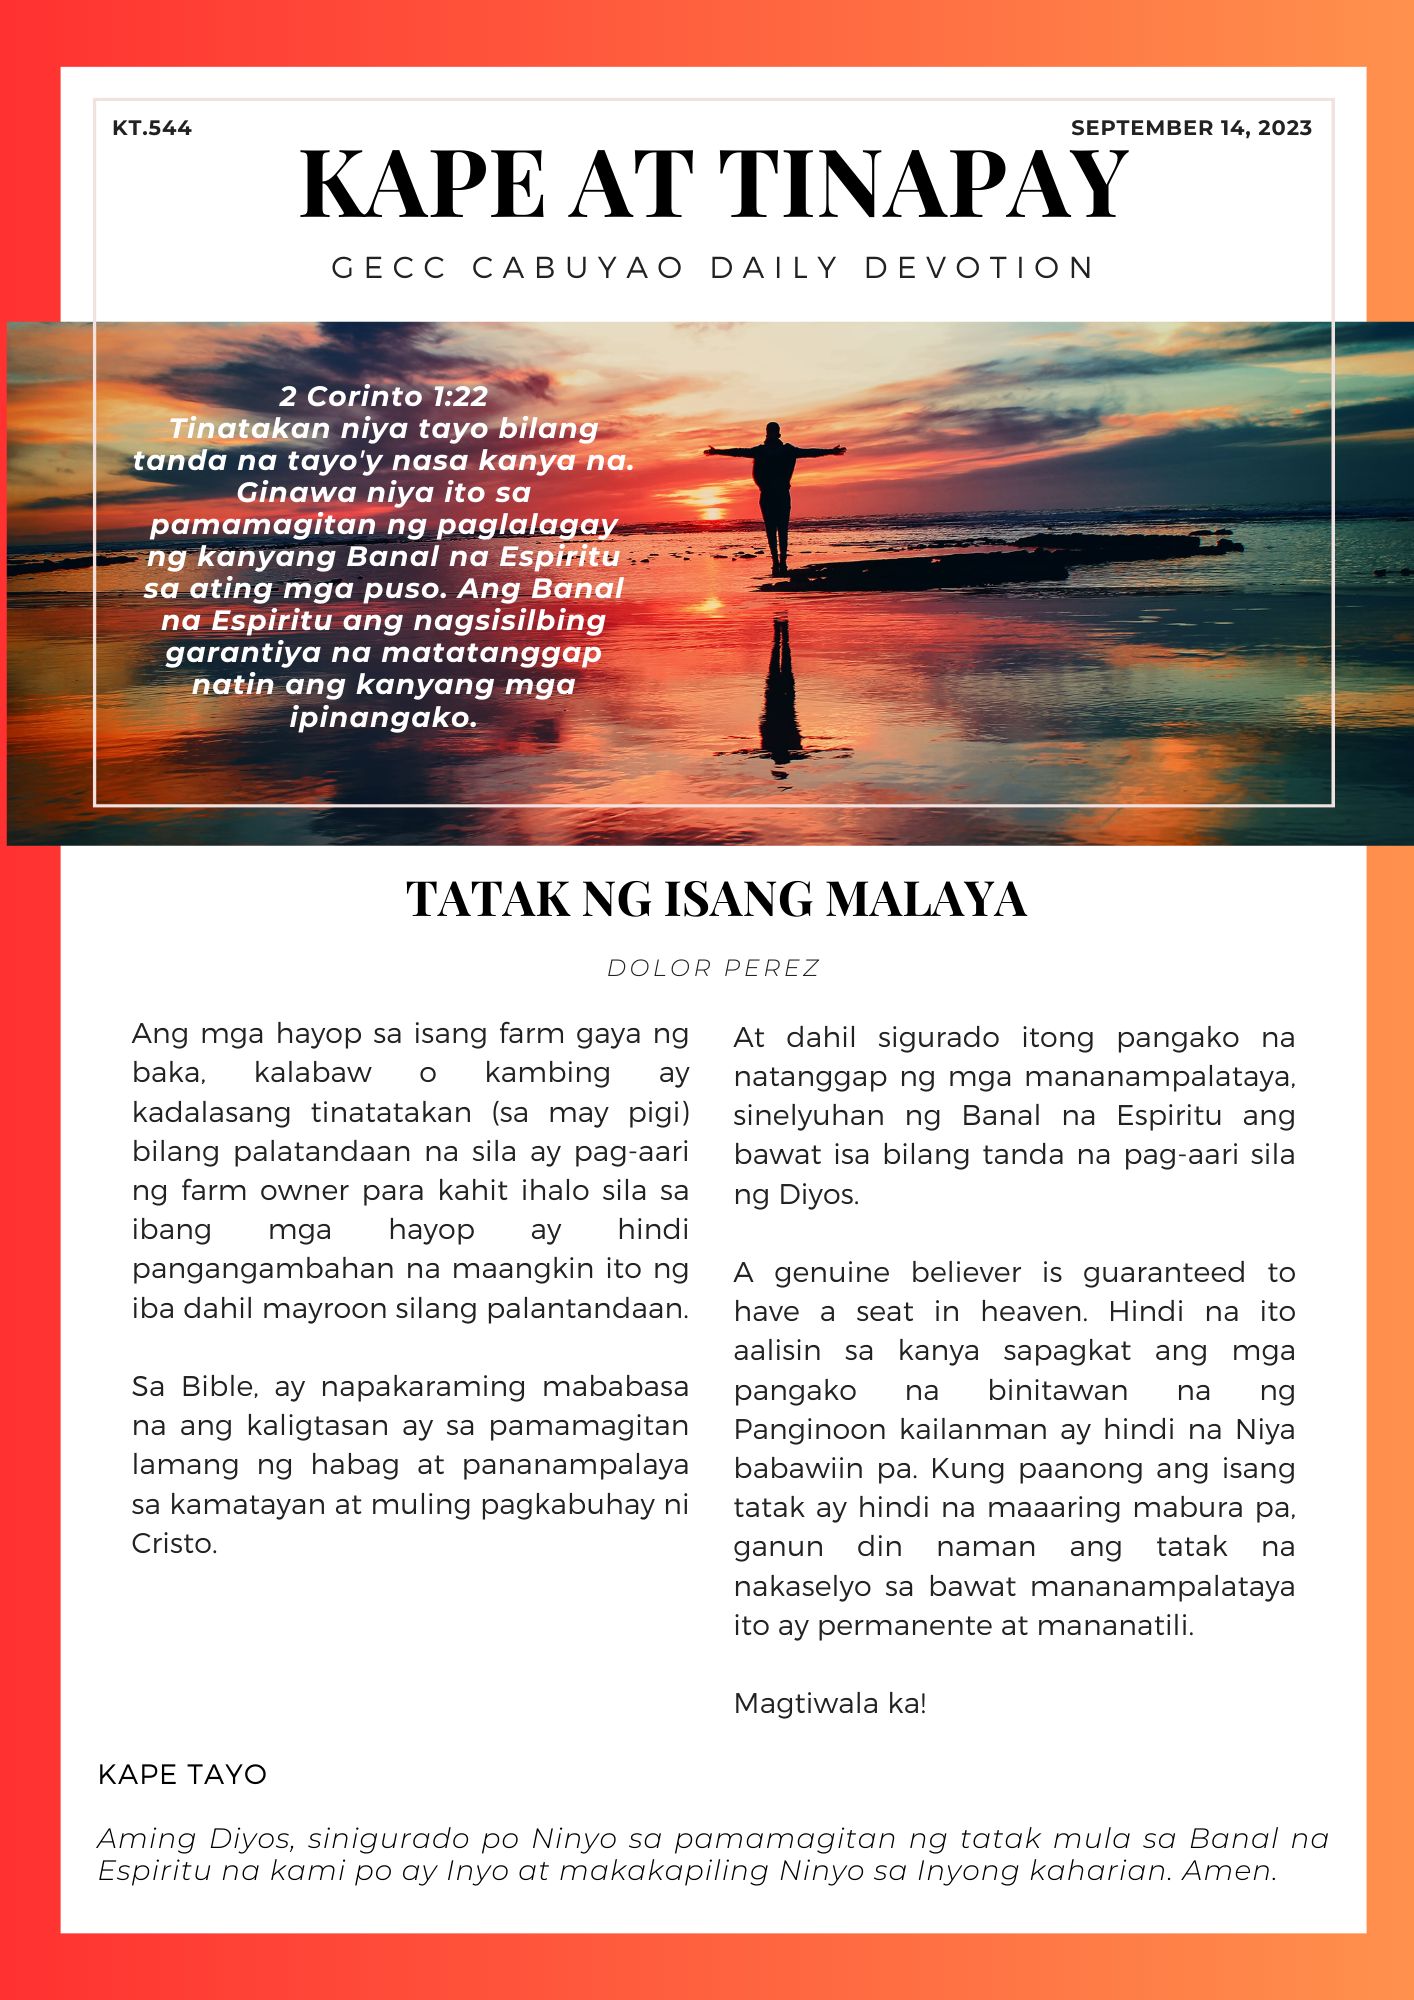 KT.544
SEPTEMBER 14, 2023
KAPE AT TINAPAY
GECC CABUYAO DAILY DEVOTION
2 Corinto 1:22
Tinatakan niya tayo bilang
tanda na tayo'y nasa kanya na.
Ginawa niya ito sa
pamamagitan ng paglalagay
ng kanyang Banal na Espiritu
sa ating mga puso. Ang Banal
na Espiritu ang nagsisilbing
garantiya na matatanggap
natin ang kanyang mga
ipinangako.
TATAK NG ISANG MALAYA
DOLOR PEREZ
Ang mga hayop sa isang farm gaya ng
baka, kalabaw o kambing ay
kadalasang tinatatakan (sa may pigi)
bilang palatandaan na sila ay pag-aari
ng farm owner para kahit ihalo sila sa
ibang mga hayop ay hindi
pangangambahan na maangkin ito ng
iba dahil mayroon silang palantandaan.
Sa Bible, ay napakaraming mababasa
na ang kaligtasan ay sa pamamagitan
lamang ng habag at pananampalaya
sa kamatayan at muling pagkabuhay ni
Cristo.
At dahil sigurado itong pangako na
natanggap ng mga mananampalataya,
sinelyuhan ng Banal na Espiritu ang
bawat isa bilang tanda na pag-aari sila
ng Diyos.
A genuine believer is guaranteed to
have a seat in heaven. Hindi na ito
aalisin sa kanya sapagkat ang mga
pangako na binitawan na ng
Panginoon kailanman ay hindi na Niya
babawiin pa. Kung paanong ang isang
tatak ay hindi na maaaring mabura pa,
ganun din naman ang tatak na
nakaselyo sa bawat mananampalataya
ito ay permanente at mananatili.
Magtiwala ka!
KAPE TAYO
Aming Diyos, sinigurado po Ninyo sa pamamagitan ng tatak mula sa Banal na
Espiritu na kami po ay Inyo at makakapiling Ninyo sa Inyong kaharian. Amen.